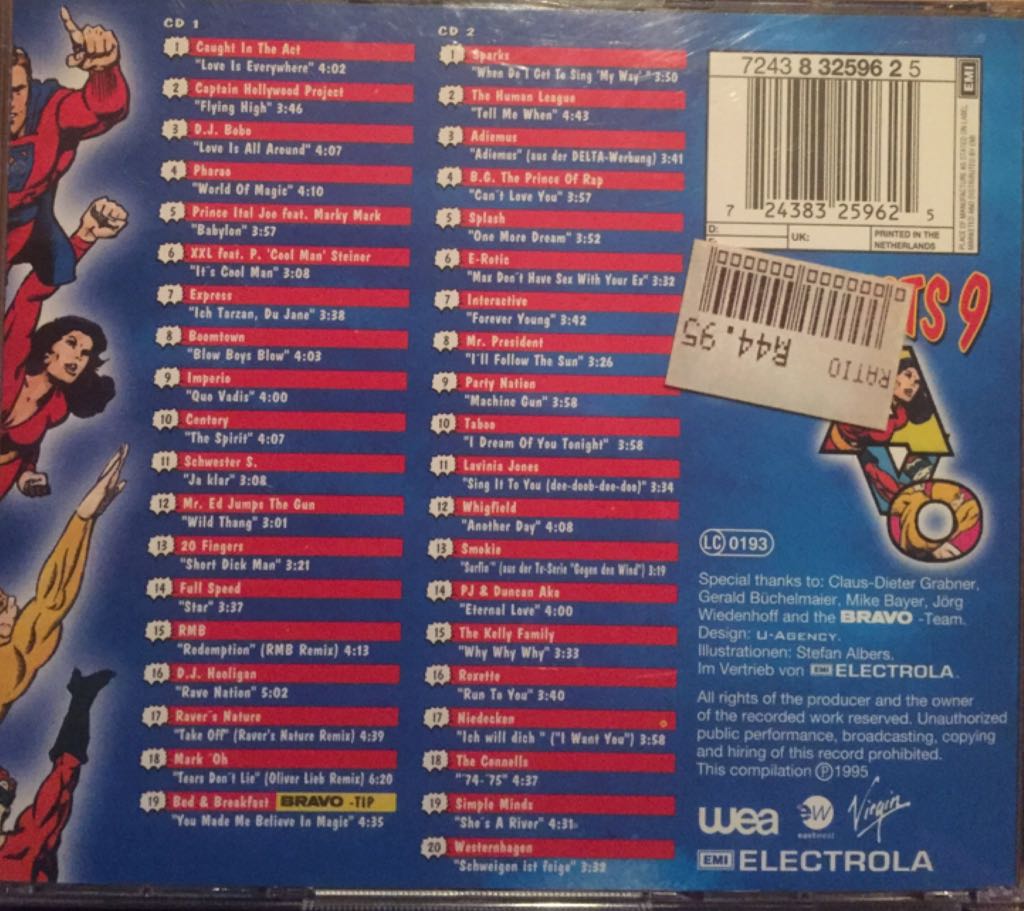 CD 1
1 Caught In The Act
"Love Is Everywhere" 4:02
2 Captain Hollywood Project
"Flying High" 3:46
3 D.J. Bobo
"Love Is All Around" 4:07
4 Pharao
"World Of Magic" 4:10
5 Prince Ital Joe feat. Marky Mark
"Babylon" 3:57
6 XXL feat. P. 'Cool Man' Steiner
"It's Cool Man" 3:08
7 Express
"Ich Tarzan, Du Jane" 3:38
8 Boomtown
"Blow Boys Blow" 4:03
9 Imperio
"Quo Vadis" 4:00
10 Centory
"The Spirit" 4:07
11 Schwester S.
"Ja klar" 3:08
12 Mr. Ed Jumps The Gun
"Wild Thang" 3:01
13 20 Fingers
"Short Dick Man" 3:21
14 Full Speed
"Star" 3:37
15 RMB
"Redemption" (RMB Remix) 4:13
16 D.J. Hooligan
"Rave Nation" 5:02
17 Raver's Nature
"Take Off" (Raver's Nature Remix) 4:39
18 Mark 'Oh
"Tears Don't Lie" (Oliver Lieb Remix) 6:20
19 Bed & Breakfast BRAVO -TIP
"You Made Me Believe In Magic" 4:35
CD 2
1 Sparks
"When Do I Get To Sing 'My Way' "3:50
2 The Human League
"Tell Me When" 4:43
3 Adiemus
"Adiemus" (aus der DELTA-Werbung) 3:41
4 B.G. The Prince Of Rap
"Can't Love You" 3:57
5 Splash
"One More Dream" 3:52
6 E-Rotic
"Max Don't Have Sex With Your Ex" 3:32
7 Interactive
"Forever Young" 3:42
8 Mr. President
"I'll Follow The Sun" 3:26
9 Party Nation
"Machine Gun" 3:58
10 Taboo
"I Dream Of You Tonight" 3:58
11 Lavinia Jones
"Sing It To You (dee-doob-dee-doo)" 3:34
12 Whigfield
"Another Day" 4:08
13 Smokie
"Surfin'" (aus der Tv-Serie "Gegen den Wind") 3:19
14 PJ & Duncan Aka
"Eternal Love" 4:00
15 The Kelly Family
"Why Why Why" 3:33
16 Roxette
"Run To You" 3:40
17 Niedecken
"Ich will dich " ("I Want You") 3:58
18 The Connells
"74- 75" 4:37
19 Simple Minds
"She's A River" 4:31
20 Westernhagen
"Schweigen ist feige" 3:32
7243 8 32596 2 5
EMI
7 24383 25962 5
D:
UK:
PRINTED IN THE
NETHERLANDS
RATIO
R44.95
TS 9
LC 0193
Special thanks to: Claus-Dieter Grabner,
Gerald Büchelmaier, Mike Bayer, Jörg
Wiedenhoff and the BRAVO -Team.
Design: U-AGENCY.
Illustrationen: Stefan Albers.
Im Vertrieb von EMI ELECTROLA.
All rights of the producer and the owner
of the recorded work reserved. Unauthorized
public performance, broadcasting, copying
and hiring of this record prohibited.
This compilation ℗1995
wea
ew
eastwest
Virgin
EMI ELECTROLA